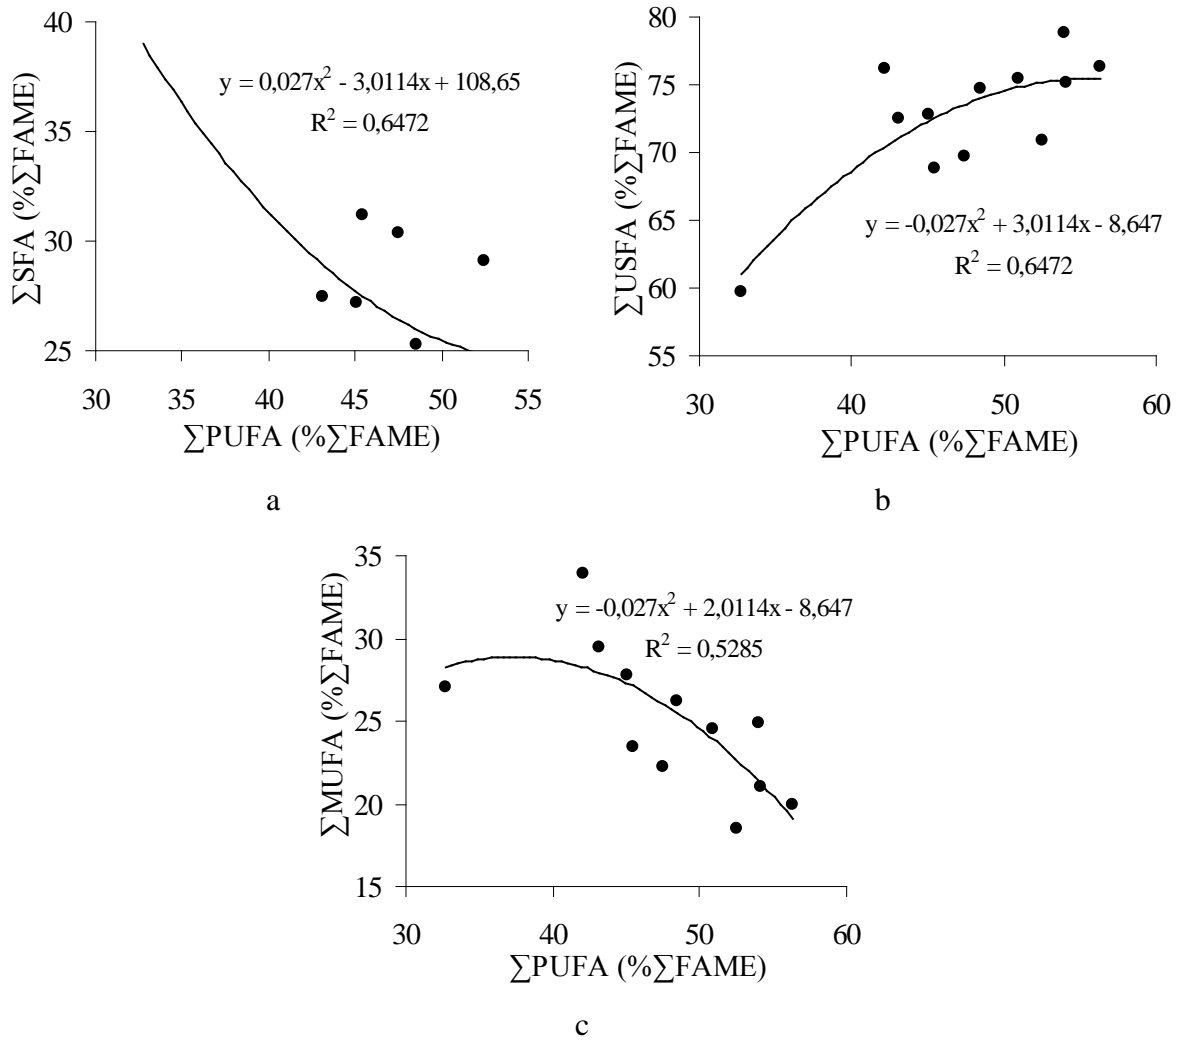 40
35
30
25
∑SFA (%∑FAME)
y = 0,027x² - 3,0114x + 108,65
R² = 0,6472
30 35 40 45 50 55
∑PUFA (%∑FAME)
a
80
75
70
65
60
55
∑USFA (%∑FAME)
y = -0,027x² + 3,0114x - 8,647
R² = 0,6472
30 40 50 60
∑PUFA (%∑FAME)
b
35
30
25
20
15
∑MUFA (%∑FAME)
y = -0,027x² + 2,0114x - 8,647
R² = 0,5285
30 40 50 60
∑PUFA (%∑FAME)
c